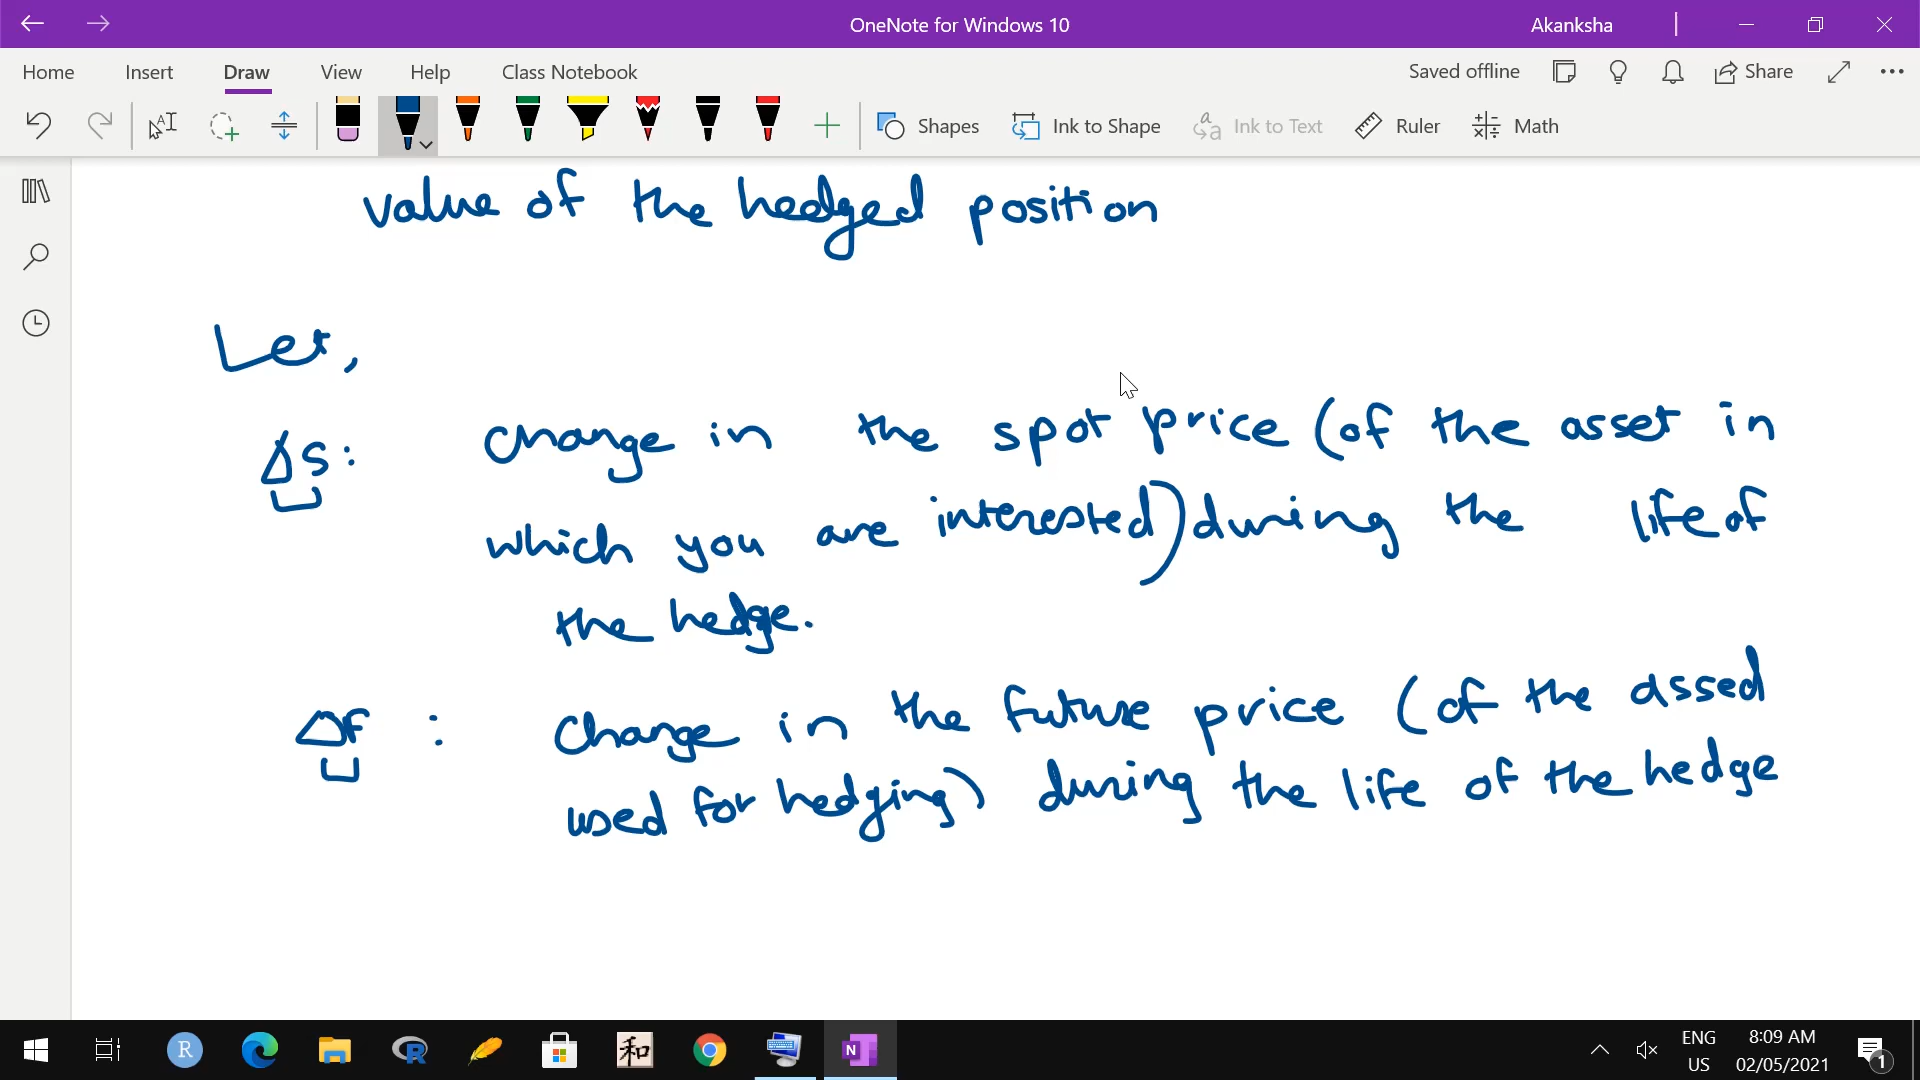 OneNote for Windows 10
Akanksha
Home Insert Draw View Help Class Notebook
Saved offline Share
Shapes Ink to Shape Ink to Text Ruler Math
value of the hedged position
Let,
ΔS: change in the spot price (of the asset in
which you are interested) during the life of
the hedge.
ΔF : change in the future price (of the assed
used for hedging) during the life of the hedge
ENG 8:09 AM
US 02/05/2021
1